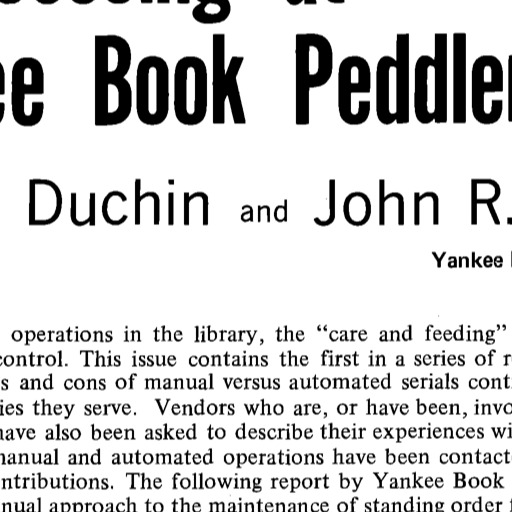 at
ee Book Peddler
Duchin and John R.
Yankee
operations in the library, the “care and feeding”
control. This issue contains the first in a series of r
s and cons of manual versus automated serials cont
ies they serve. Vendors who are, or have been, invo
have also been asked to describe their experiences wi
manual and automated operations have been contact
ntributions. The following report by Yankee Book
nual approach to the maintenance of standing order